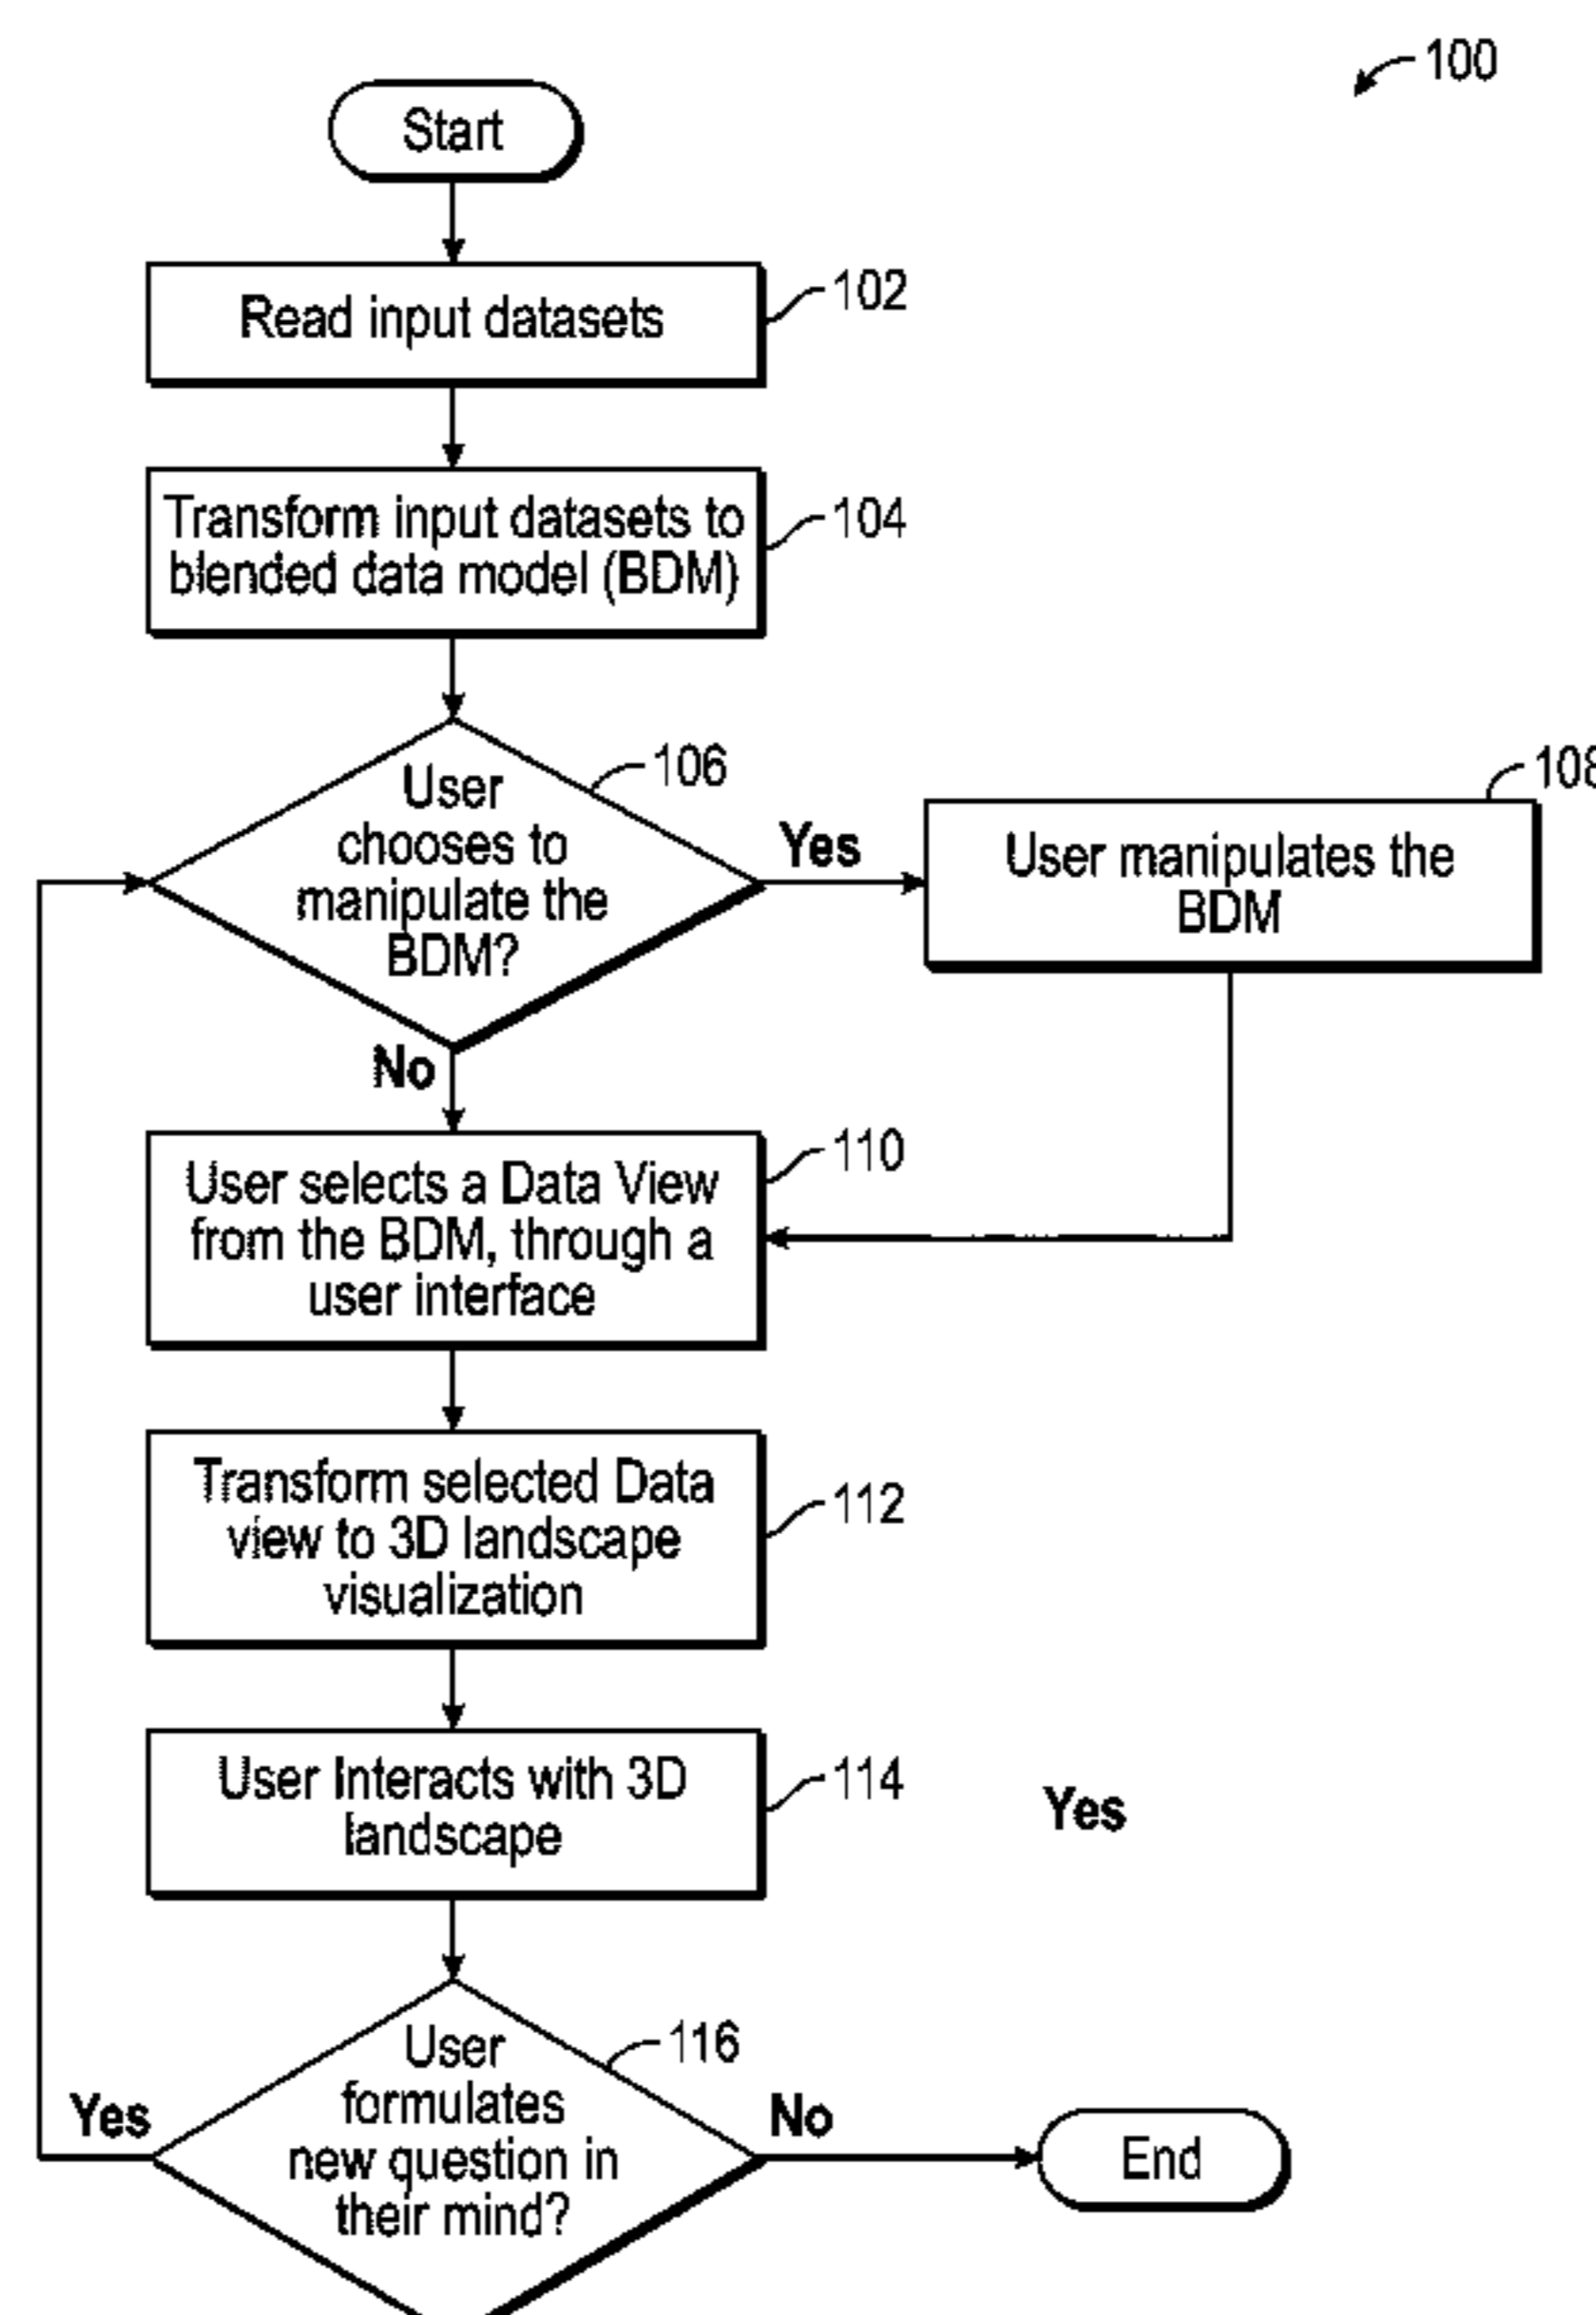 100
Start
Read input datasets
102
Transform input datasets to
blended data model (BDM)
104
User
chooses to
manipulate the
BDM?
106
Yes
No
User manipulates the
BDM
108
User selects a Data View
from the BDM, through a
user interface
110
Transform selected Data
view to 3D landscape
visualization
112
User Interacts with 3D
landscape
114
Yes
User
formulates
new question in
their mind?
116
Yes
No
End